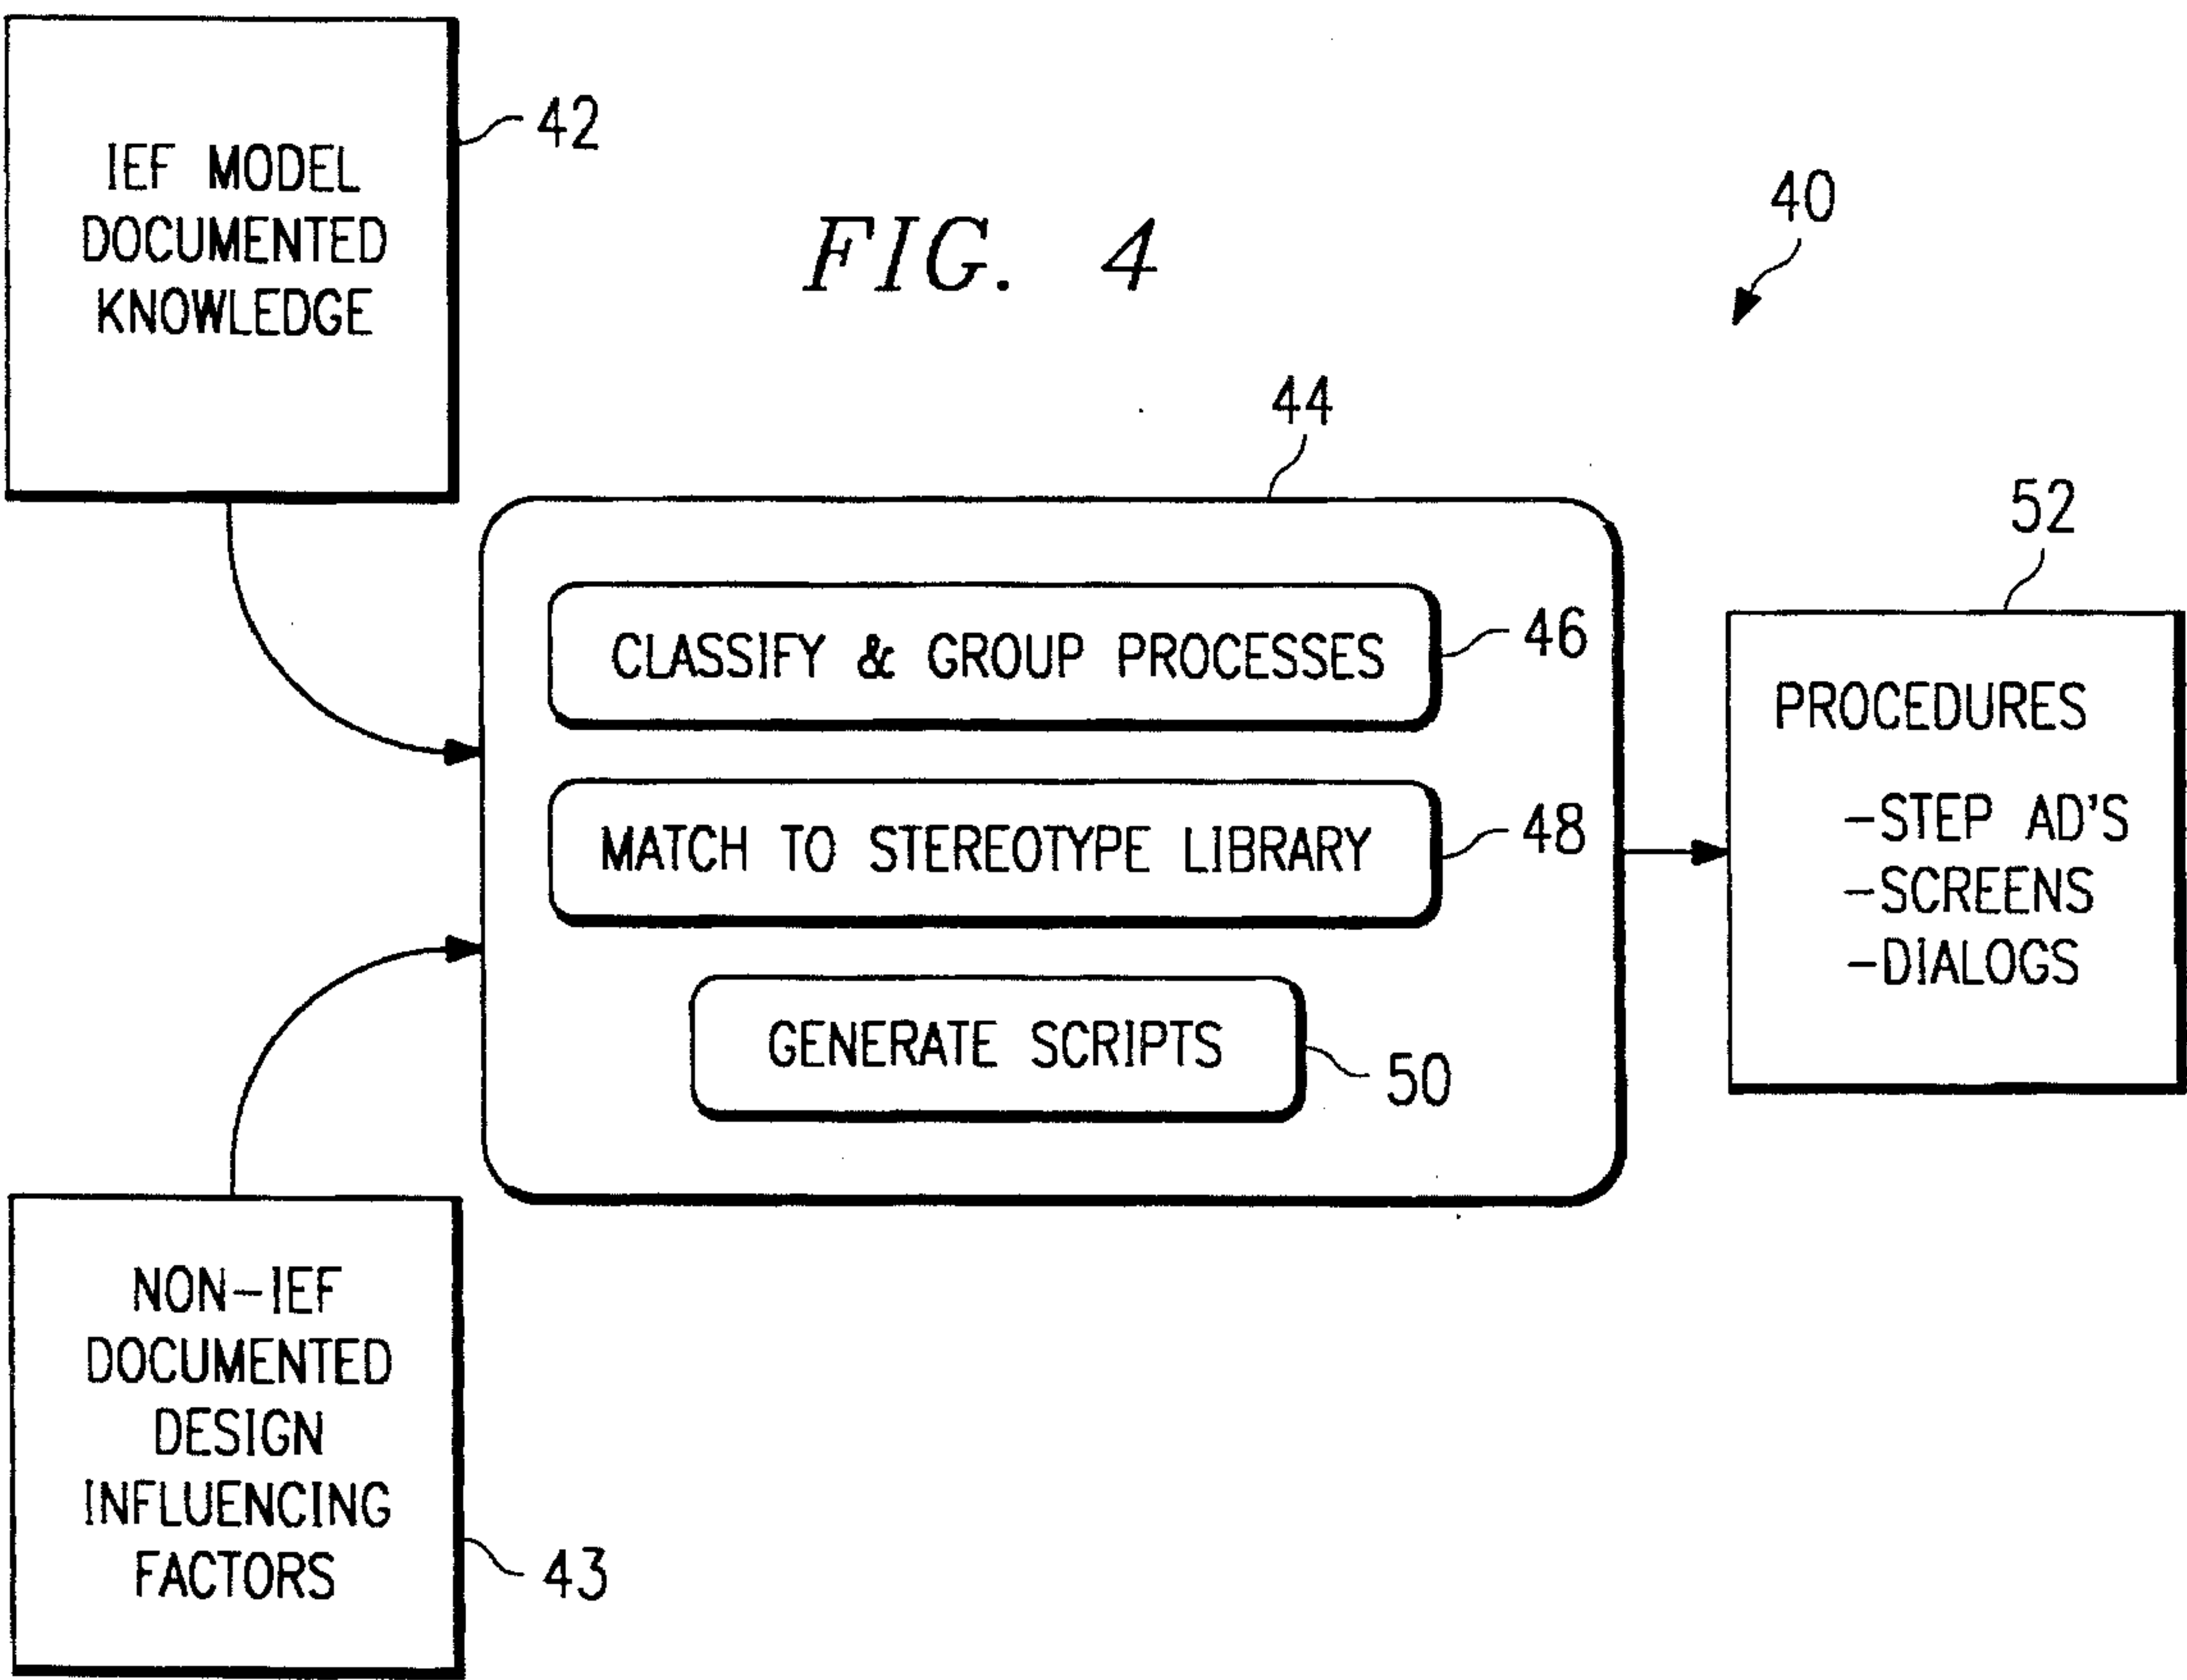 IEF MODEL
DOCUMENTED
KNOWLEDGE
42
FIG. 4
40
44
CLASSIFY & GROUP PROCESSES
46
MATCH TO STEREOTYPE LIBRARY
48
GENERATE SCRIPTS
50
52
PROCEDURES
-STEP AD'S
-SCREENS
-DIALOGS
NON-IEF
DOCUMENTED
DESIGN
INFLUENCING
FACTORS
43